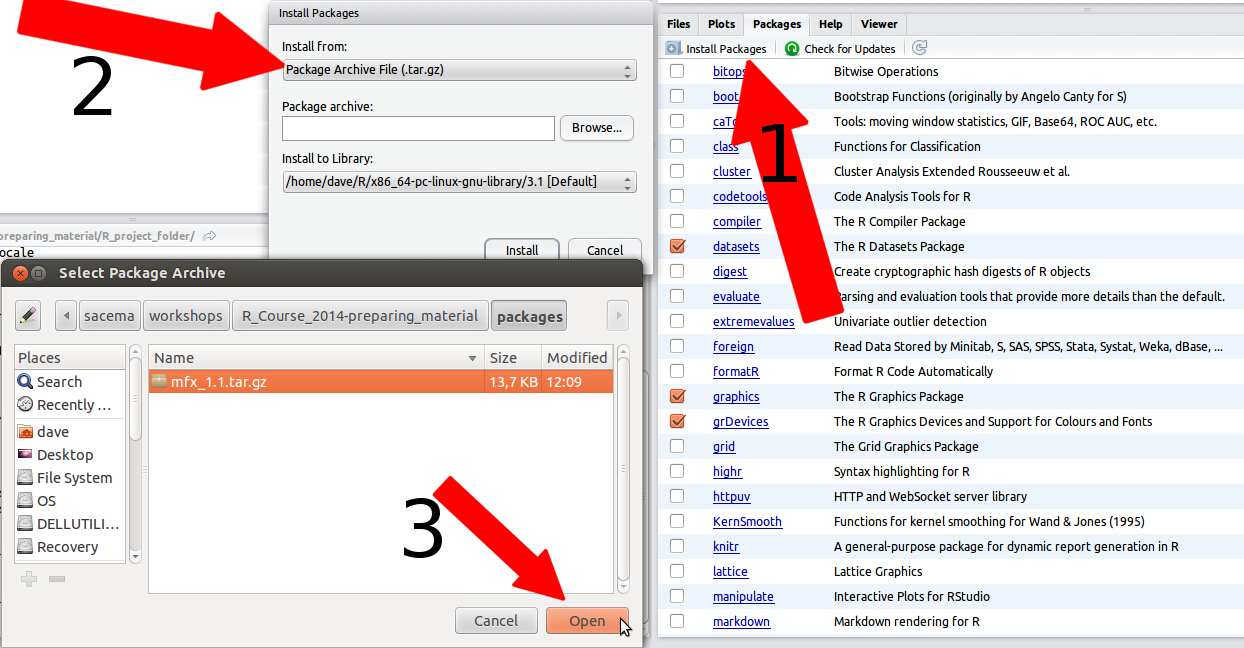 Install Packages
Install from:
Package Archive File (.tar.gz)
Package archive:
Browse...
Install to Library:
/home/dave/R/x86_64-pc-linux-gnu-library/3.1 [Default]
Install Cancel
2
preparing_material/R_project_folder/
ocale
Select Package Archive
sacema workshops R_Course_2014-preparing_material packages
Places
Search
Recently ...
dave
Desktop
File System
OS
DELLUTILI...
Recovery
Name Size Modified
mfx_1.1.tar.gz 13,7 KB 12:09
3
Cancel Open
Files Plots Packages Help Viewer
Install Packages Check for Updates
1
bitops Bitwise Operations
boot Bootstrap Functions (originally by Angelo Canty for S)
caTo Tools: moving window statistics, GIF, Base64, ROC AUC, etc.
class Functions for Classification
cluster Cluster Analysis Extended Rousseeuw et al.
codetools Code Analysis Tools for R
compiler The R Compiler Package
datasets The R Datasets Package
digest Create cryptographic hash digests of R objects
evaluate Parsing and evaluation tools that provide more details than the default.
extremevalues Univariate outlier detection
foreign Read Data Stored by Minitab, S, SAS, SPSS, Stata, Systat, Weka, dBase, ...
formatR Format R Code Automatically
graphics The R Graphics Package
grDevices The R Graphics Devices and Support for Colours and Fonts
grid The Grid Graphics Package
highr Syntax highlighting for R
httpuv HTTP and WebSocket server library
KernSmooth Functions for kernel smoothing for Wand & Jones (1995)
knitr A general-purpose package for dynamic report generation in R
lattice Lattice Graphics
manipulate Interactive Plots for RStudio
markdown Markdown rendering for R